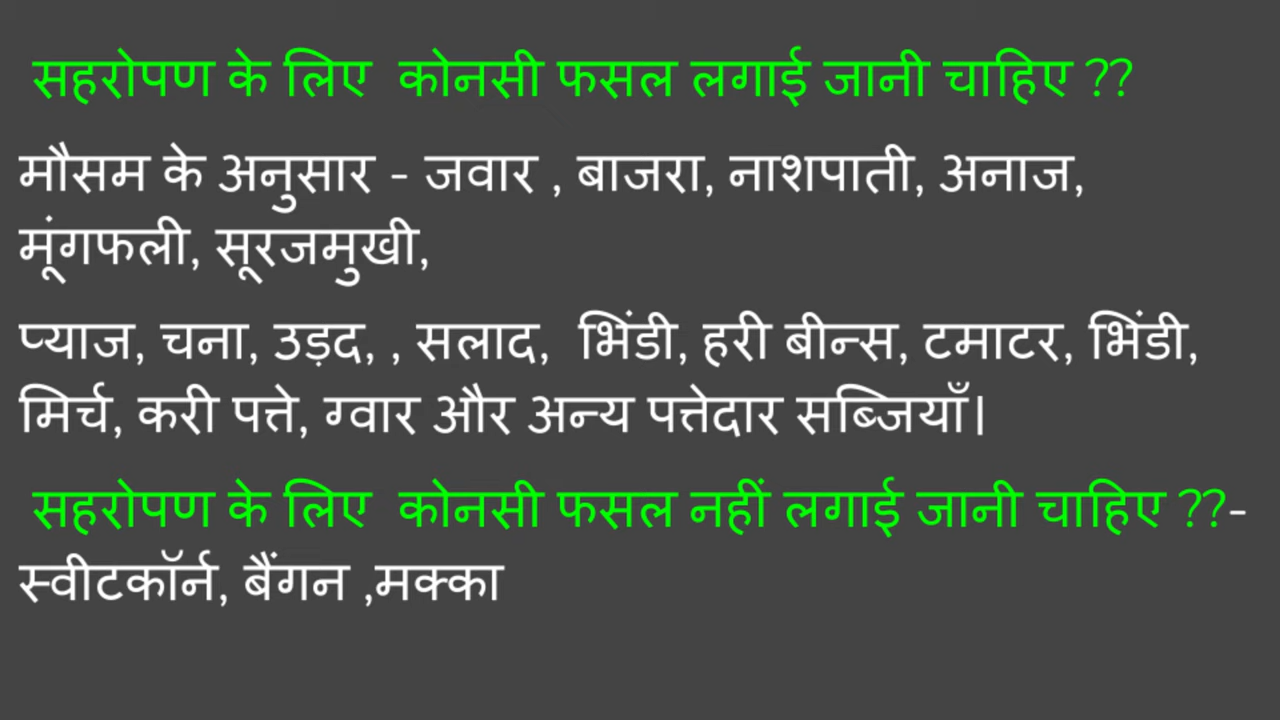 सहरोपण के लिए कोनसी फसल लगाई जानी चाहिए ??
मौसम के अनुसार - जवार , बाजरा, नाशपाती, अनाज,
मूंगफली, सूरजमुखी,
प्याज, चना, उड़द, , सलाद, भिंडी, हरी बीन्स, टमाटर, भिंडी,
मिर्च, करी पत्ते, ग्वार और अन्य पत्तेदार सब्जियाँ।
सहरोपण के लिए कोनसी फसल नहीं लगाई जानी चाहिए ??-
स्वीटकॉर्न, बैंगन ,मक्का